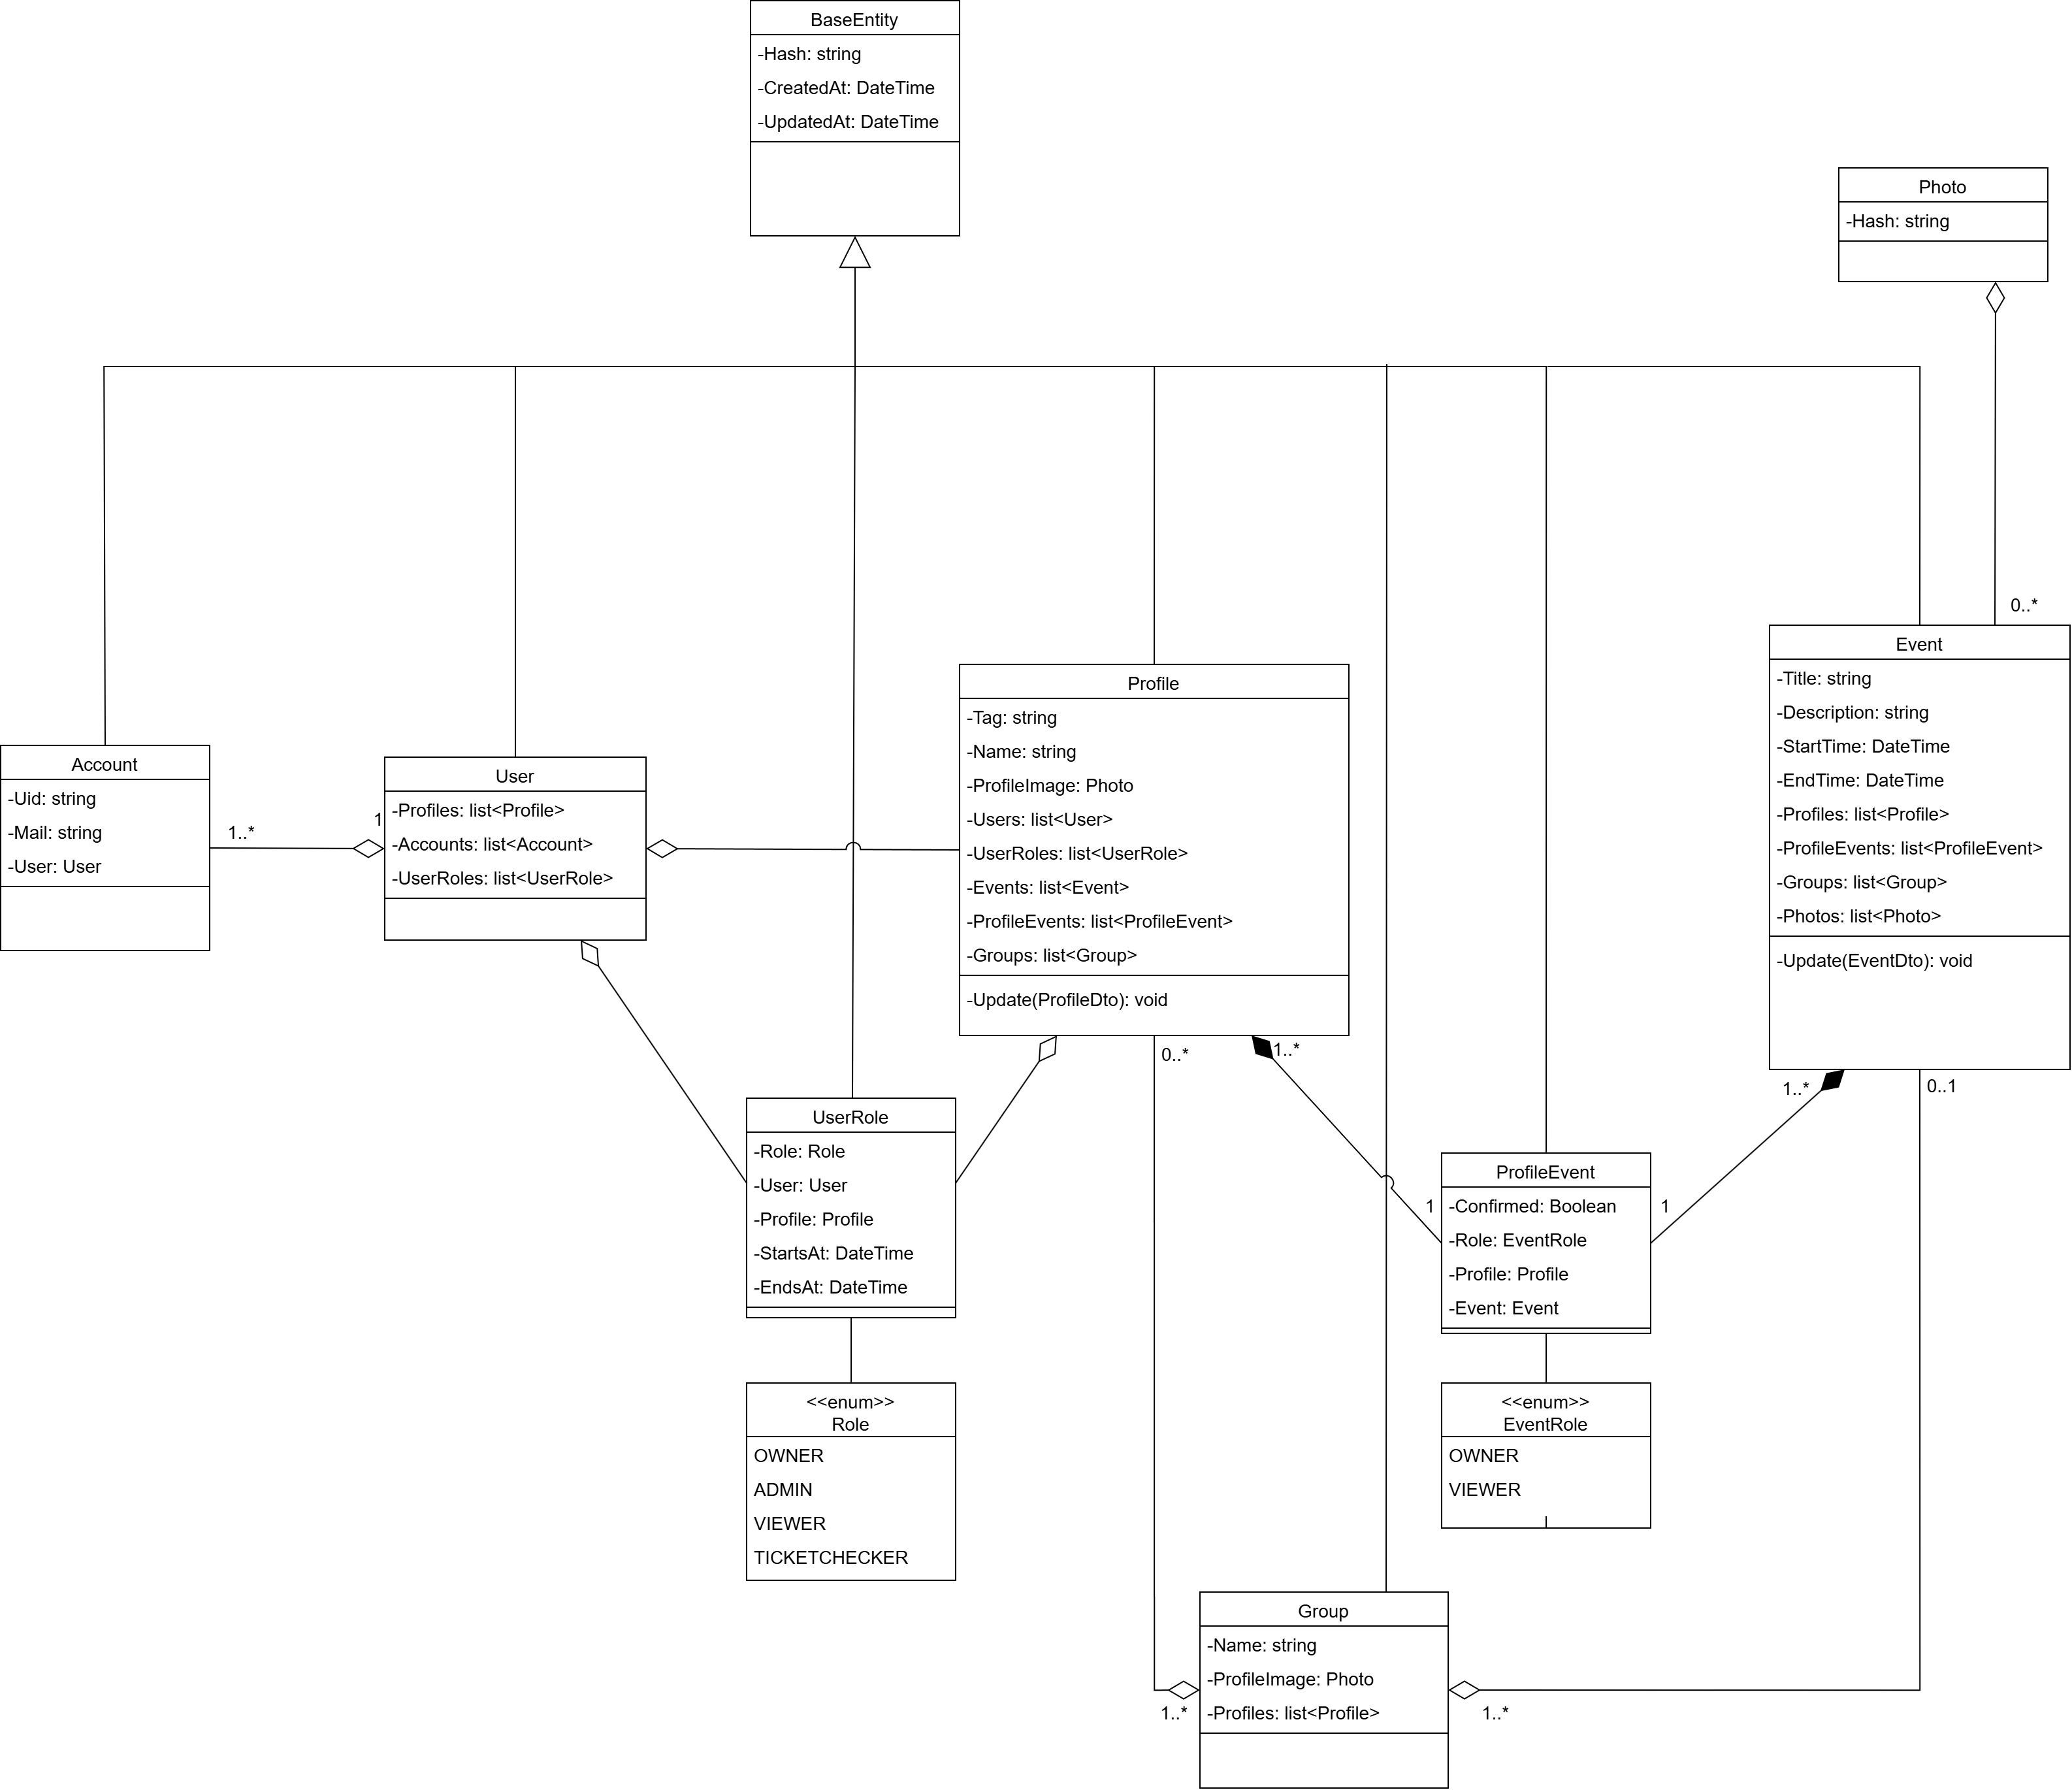 BaseEntity
-Hash: string
-CreatedAt: DateTime
-UpdatedAt: DateTime
Photo
-Hash: string
0..*
Event
-Title: string
-Description: string
-StartTime: DateTime
-EndTime: DateTime
-Profiles: list<Profile>
-ProfileEvents: list<ProfileEvent>
-Groups: list<Group>
-Photos: list<Photo>
-Update(EventDto): void
1..*
0..1
Profile
-Tag: string
-Name: string
-ProfileImage: Photo
-Users: list<User>
-UserRoles: list<UserRole>
-Events: list<Event>
-ProfileEvents: list<ProfileEvent>
-Groups: list<Group>
-Update(ProfileDto): void
0..*
1..*
Account
-Uid: string
-Mail: string
-User: User
1..*
1
User
-Profiles: list<Profile>
-Accounts: list<Account>
-UserRoles: list<UserRole>
UserRole
-Role: Role
-User: User
-Profile: Profile
-StartsAt: DateTime
-EndsAt: DateTime
1
ProfileEvent
-Confirmed: Boolean
-Role: EventRole
-Profile: Profile
-Event: Event
1
<<enum>>
Role
OWNER
ADMIN
VIEWER
TICKETCHECKER
<<enum>>
EventRole
OWNER
VIEWER
Group
-Name: string
-ProfileImage: Photo
-Profiles: list<Profile>
1..*
1..*